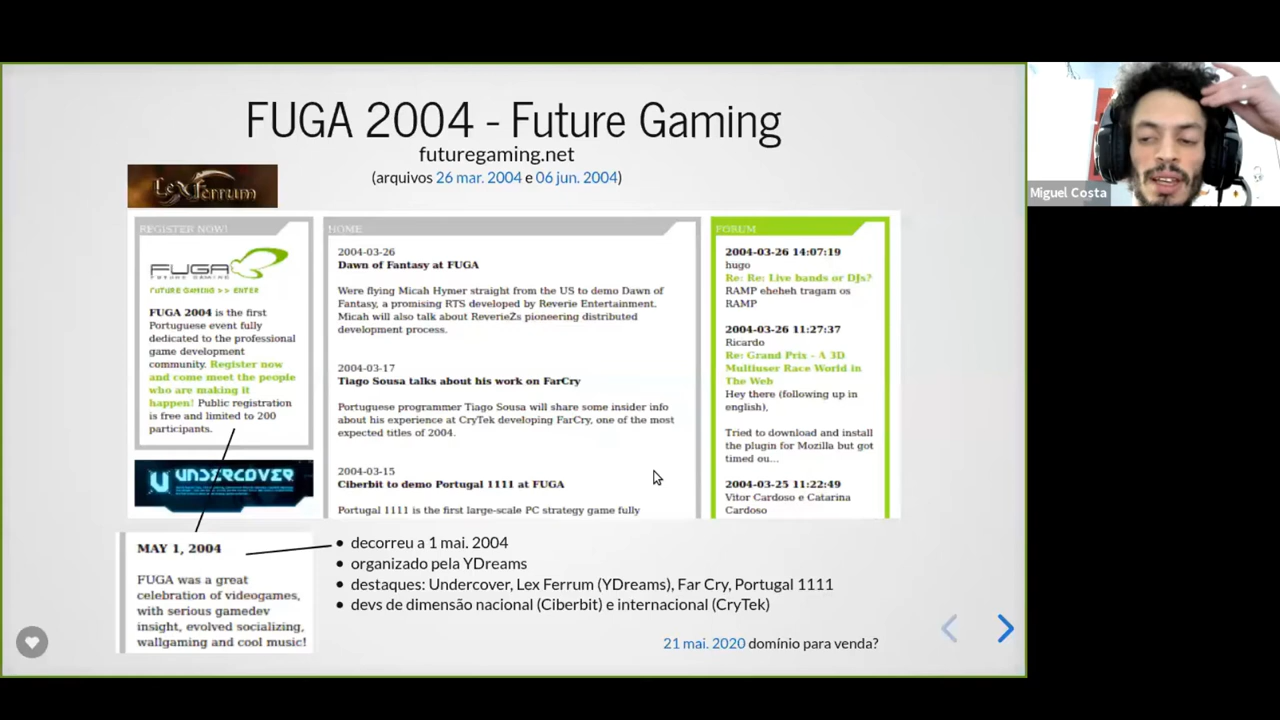 FUGA 2004 - Future Gaming
futuregaming.net
(arquivos 26 mar. 2004 e 06 jun. 2004)
LexFerrum
REGISTER NOW!
FUGA
FUTURE GAMING
FUTURE GAMING >> ENTER
FUGA 2004 is the first
Portuguese event fully
dedicated to the professional
game development
community. Register now
and come meet the people
who are making it
happen! Public registration
is free and limited to 200
participants.
UNDERCOVER
HOME
2004-03-26
Dawn of Fantasy at FUGA
Were flying Micah Hymer straight from the US to demo Dawn of
Fantasy, a promising RTS developed by Reverie Entertainment.
Micah will also talk about ReverieŽs pioneering distributed
development process.
2004-03-17
Tiago Sousa talks about his work on FarCry
Portuguese programmer Tiago Sousa will share some insider info
about his experience at CryTek developing FarCry, one of the most
expected titles of 2004.
2004-03-15
Ciberbit to demo Portugal 1111 at FUGA
Portugal 1111 is the first large-scale PC strategy game fully
FORUM
2004-03-26 14:07:19
hugo
Re: Re: Live bands or DJs?
RAMP eheheh tragam os
RAMP
2004-03-26 11:27:37
Ricardo
Re: Grand Prix - A 3D
Multiuser Race World in
The Web
Hey there (following up in
english),
Tried to download and install
the plugin for Mozilla but got
timed ou...
2004-03-25 11:22:49
Vitor Cardoso e Catarina
Cardoso
MAY 1, 2004
FUGA was a great
celebration of videogames,
with serious gamedev
insight, evolved socializing,
wallgaming and cool music!
• decorreu a 1 mai. 2004
• organizado pela YDreams
• destaques: Undercover, Lex Ferrum (YDreams), Far Cry, Portugal 1111
• devs de dimensão nacional (Ciberbit) e internacional (CryTek)
21 mai. 2020 domínio para venda?
Miguel Costa